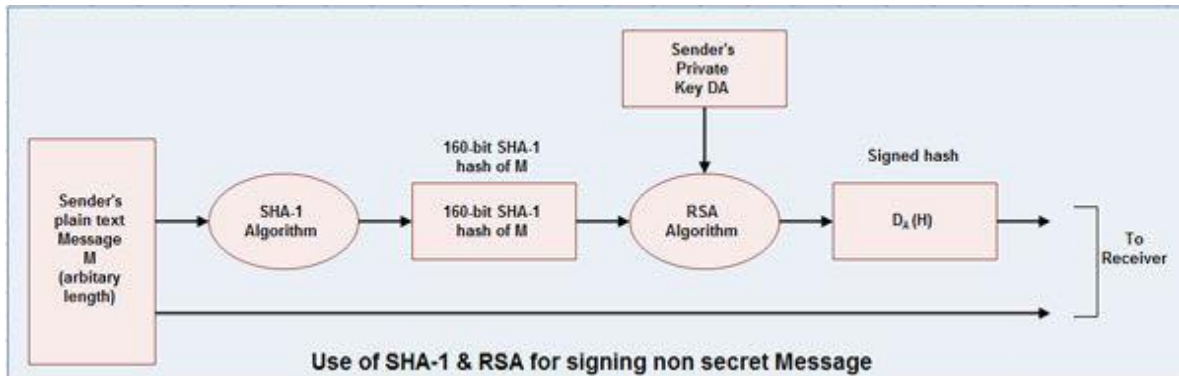 Sender's
Private
Key DA
160-bit SHA-1
hash of M
Signed hash
Sender's
plain text
Message
M
(arbitary
length)
SHA-1
Algorithm
160-bit SHA-1
hash of M
RSA
Algorithm
DA (H)
To
Receiver
Use of SHA-1 & RSA for signing non secret Message